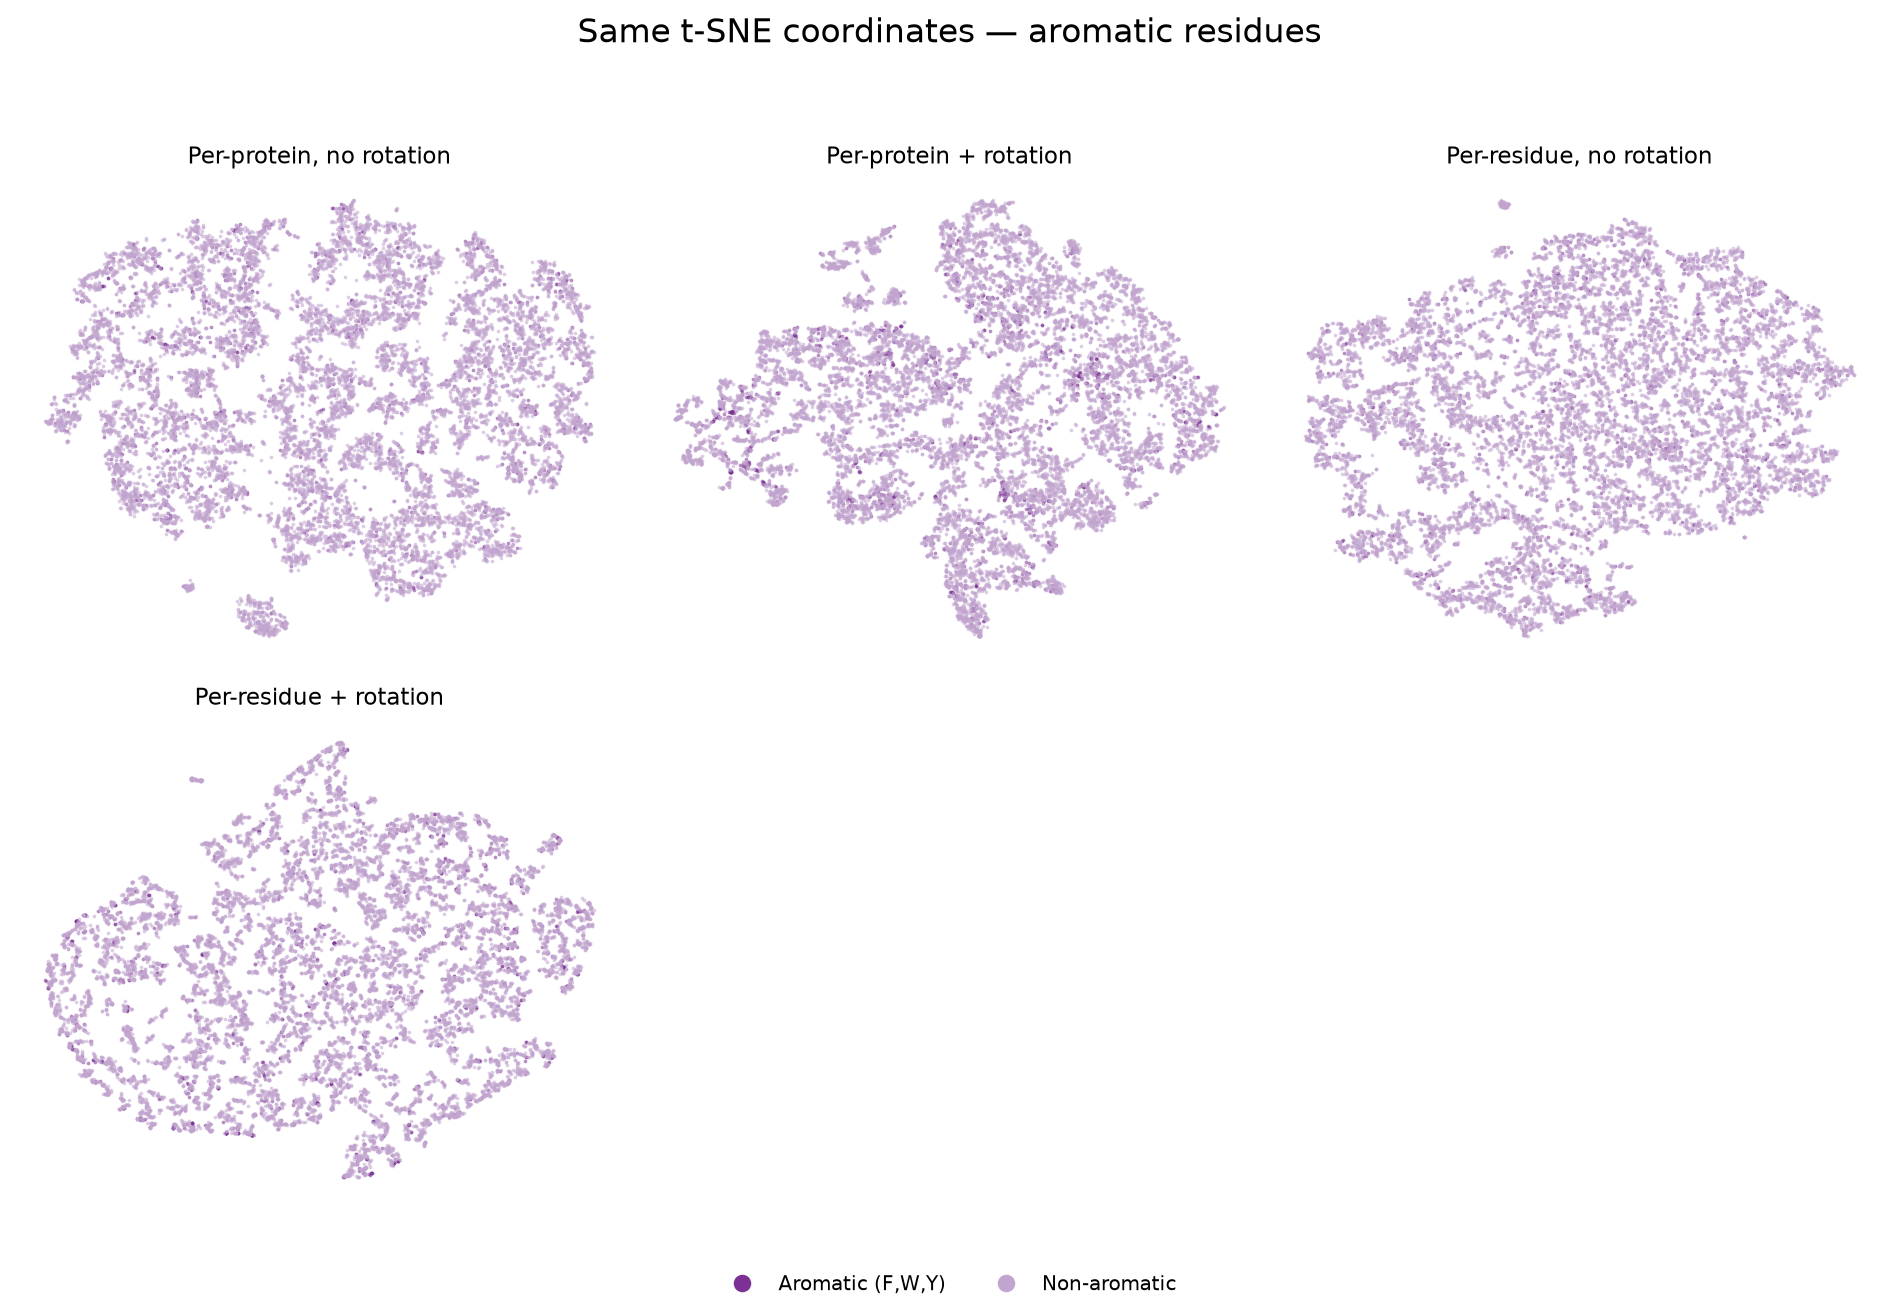 Same t-SNE coordinates — aromatic residues
Per-protein, no rotation
Per-protein + rotation
Per-residue, no rotation
Per-residue + rotation
Aromatic (F,W,Y)
Non-aromatic